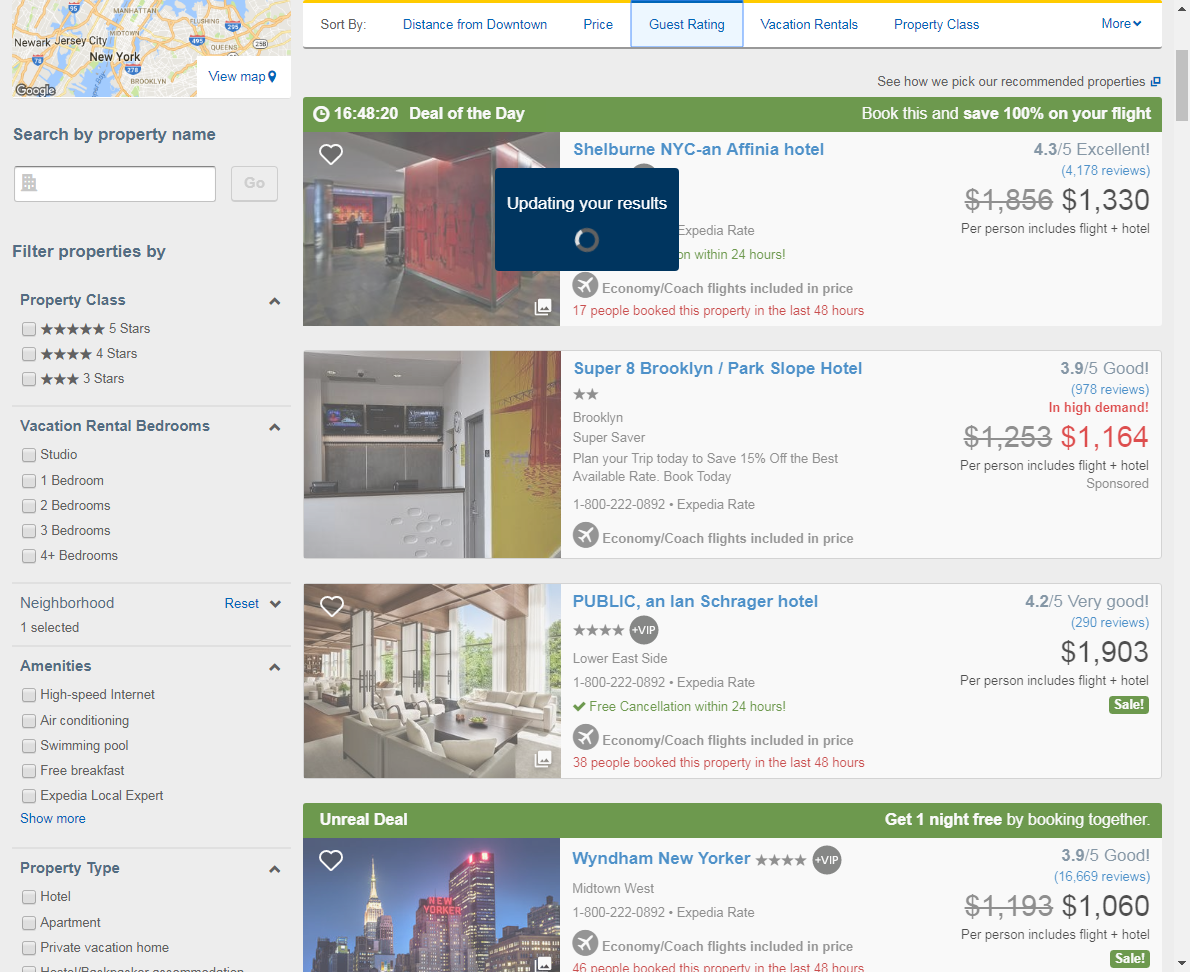 MANHATTAN
FLUSHING
95
295
MIDTOWN
Newark Jersey City
495
QUEENS
25B
New York
78
278
BROOKLYN
Google
View map
Search by property name
Go
Filter properties by
Property Class
★★★★★ 5 Stars
★★★★ 4 Stars
★★★ 3 Stars
Vacation Rental Bedrooms
Studio
1 Bedroom
2 Bedrooms
3 Bedrooms
4+ Bedrooms
Neighborhood Reset
1 selected
Amenities
High-speed Internet
Air conditioning
Swimming pool
Free breakfast
Expedia Local Expert
Show more
Property Type
Hotel
Apartment
Private vacation home
Hostel/Backpacker accommodation
Sort By: Distance from Downtown Price Guest Rating Vacation Rentals Property Class More
See how we pick our recommended properties
16:48:20 Deal of the Day Book this and save 100% on your flight
Shelburne NYC-an Affinia hotel
4.3/5 Excellent!
(4,178 reviews)
$1,856 $1,330
Per person includes flight + hotel
Updating your results
Expedia Rate
on within 24 hours!
Economy/Coach flights included in price
17 people booked this property in the last 48 hours
Super 8 Brooklyn / Park Slope Hotel
★★
Brooklyn
Super Saver
Plan your Trip today to Save 15% Off the Best
Available Rate. Book Today
1-800-222-0892 • Expedia Rate
Economy/Coach flights included in price
3.9/5 Good!
(978 reviews)
In high demand!
$1,253 $1,164
Per person includes flight + hotel
Sponsored
PUBLIC, an Ian Schrager hotel
★★★★ +VIP
Lower East Side
1-800-222-0892 • Expedia Rate
Free Cancellation within 24 hours!
Economy/Coach flights included in price
38 people booked this property in the last 48 hours
4.2/5 Very good!
(290 reviews)
$1,903
Per person includes flight + hotel
Sale!
Unreal Deal Get 1 night free by booking together.
NEW
YORKER
Wyndham New Yorker ★★★★ +VIP
Midtown West
1-800-222-0892 • Expedia Rate
Economy/Coach flights included in price
46 people booked this property in the last 48 hours
3.9/5 Good!
(16,669 reviews)
$1,193 $1,060
Per person includes flight + hotel
Sale!